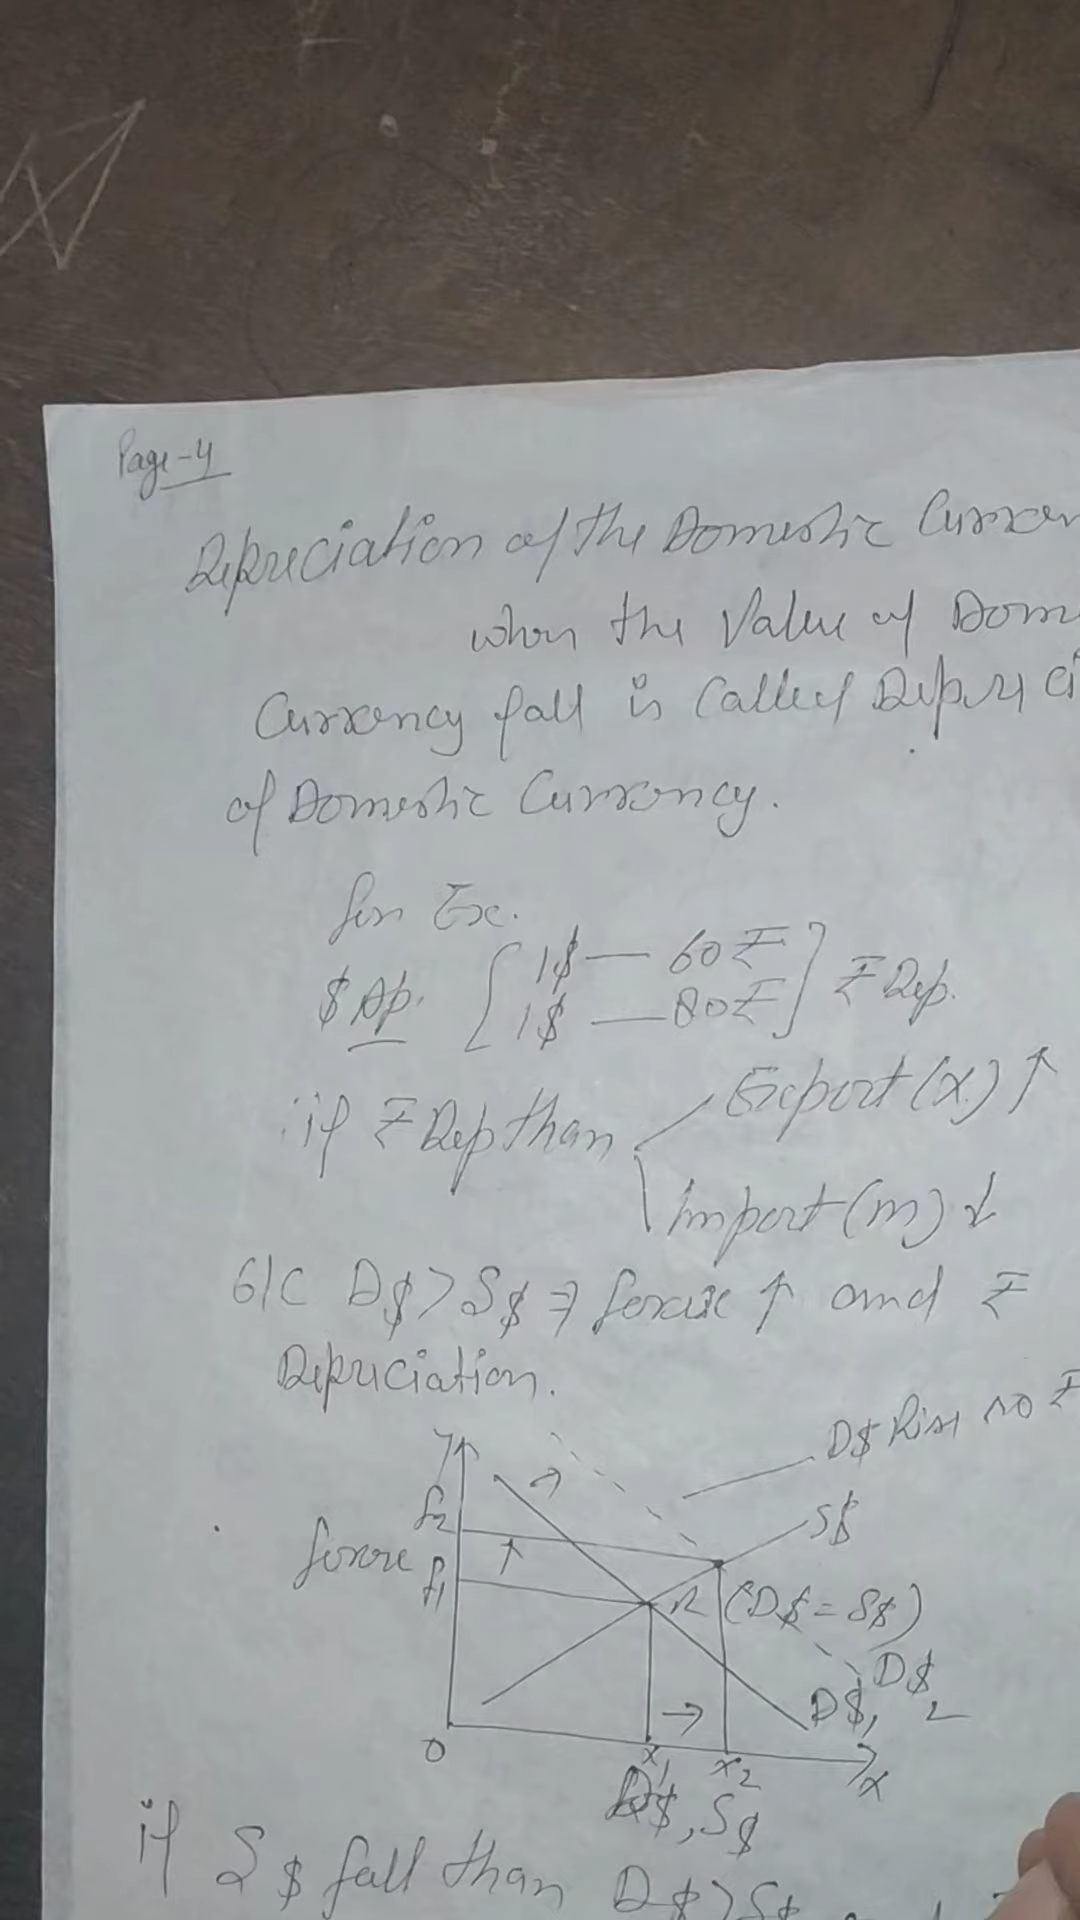 Page-4
Depreciation of the Domestic Curren
when the Value of Dom
Currency fall is Called Depreci
of Domestic Currency.
for Ex.
$ Ap. [ 1$ — 60₹ ] ₹ Dep.
1$ — 80₹
if ₹ Dep than Export (x) ↑
Import (m) ↓
b/c D$ > S$ ⇒ forex ↑ and ₹
Depreciation.
D$ Rise so ₹
y
f2
S$
f1
R (D$ = S$)
D$2
D$1
O
x1 x2 x
D$, S$
if S$ fall than D$ > S$